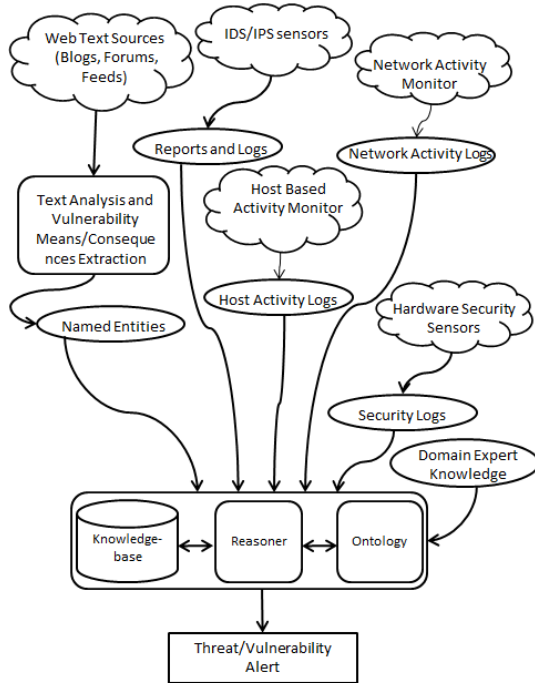 Web Text Sources
(Blogs, Forums,
Feeds)
IDS/IPS sensors
Network Activity
Monitor
Reports and Logs
Network Activity Logs
Text Analysis and
Vulnerability
Means/Conseque
nces Extraction
Host Based
Activity Monitor
Host Activity Logs
Hardware Security
Sensors
Named Entities
Security Logs
Domain Expert
Knowledge
Knowledge-
base
Reasoner
Ontology
Threat/Vulnerability
Alert